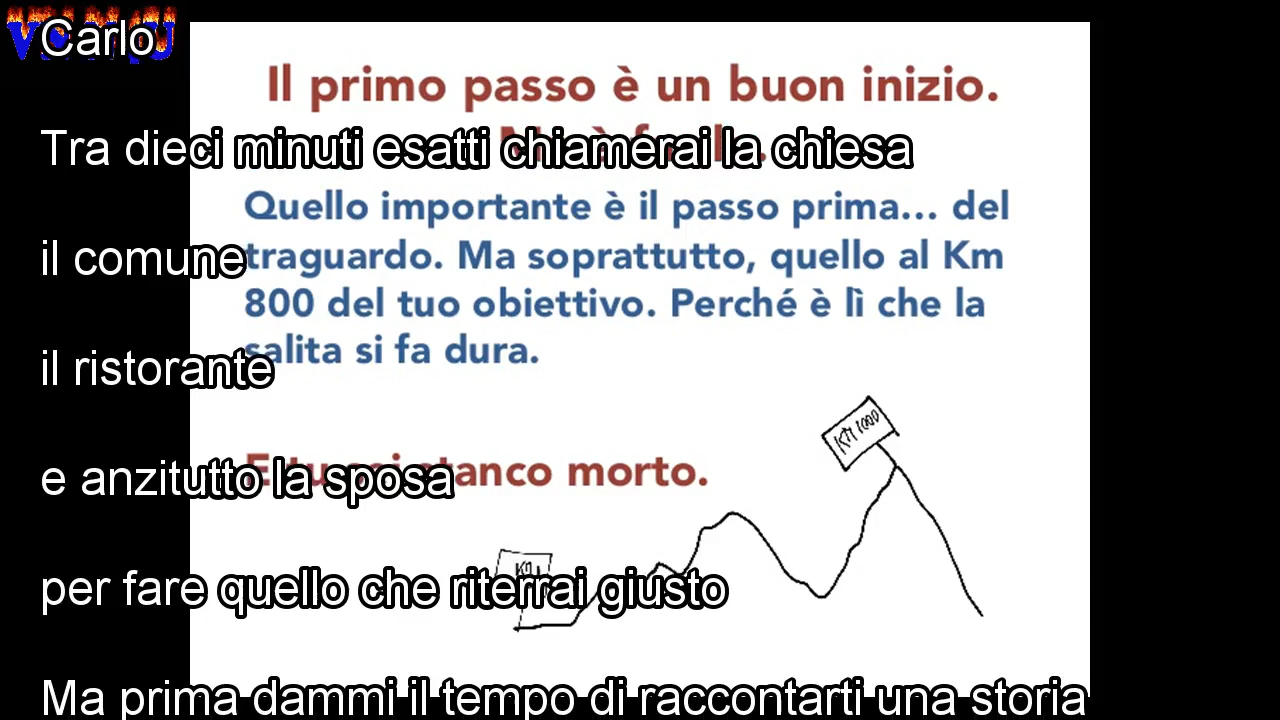 Carlo
Il primo passo è un buon inizio.
Tra dieci minuti esatti chiamerai la chiesa
Quello importante è il passo prima... del
il comune
traguardo. Ma soprattutto, quello al Km
800 del tuo obiettivo. Perché è lì che la
il ristorante
salita si fa dura.
KM 1000
e anzitutto la sposa
stanco morto.
per fare quello che riterrai giusto
Ma prima dammi il tempo di raccontarti una storia